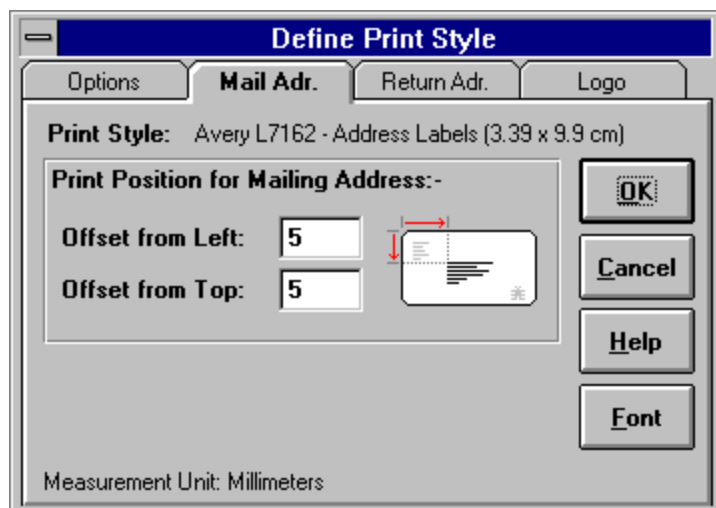 Define Print Style
Options Mail Adr. Return Adr. Logo
Print Style: Avery L7162 - Address Labels (3.39 x 9.9 cm)
Print Position for Mailing Address:-
Offset from Left: 5
Offset from Top: 5
OK
Cancel
Help
Font
Measurement Unit: Millimeters